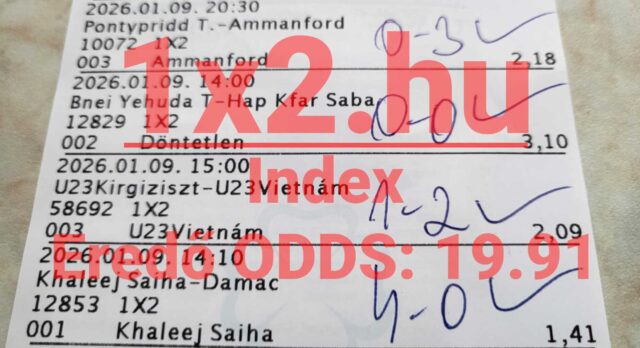 2026.01.09. 20:30
Pontypridd T.-Ammanford
10072 1X2
003 Ammanford 2,18
0-3
2026.01.09. 14:00
Bnei Yehuda T-Hap Kfar Saba
12829 1X2
002 Döntetlen 3,10
0-0
2026.01.09. 15:00
U23Kirgiziszt-U23Vietnám
58692 1X2
003 U23Vietnám 2,09
1-2
2026.01.09. 14:10
Khaleej Saiha-Damac
12853 1X2
001 Khaleej Saiha 1,41
4-0
1x2.hu
Index
Eredő ODDS: 19.91